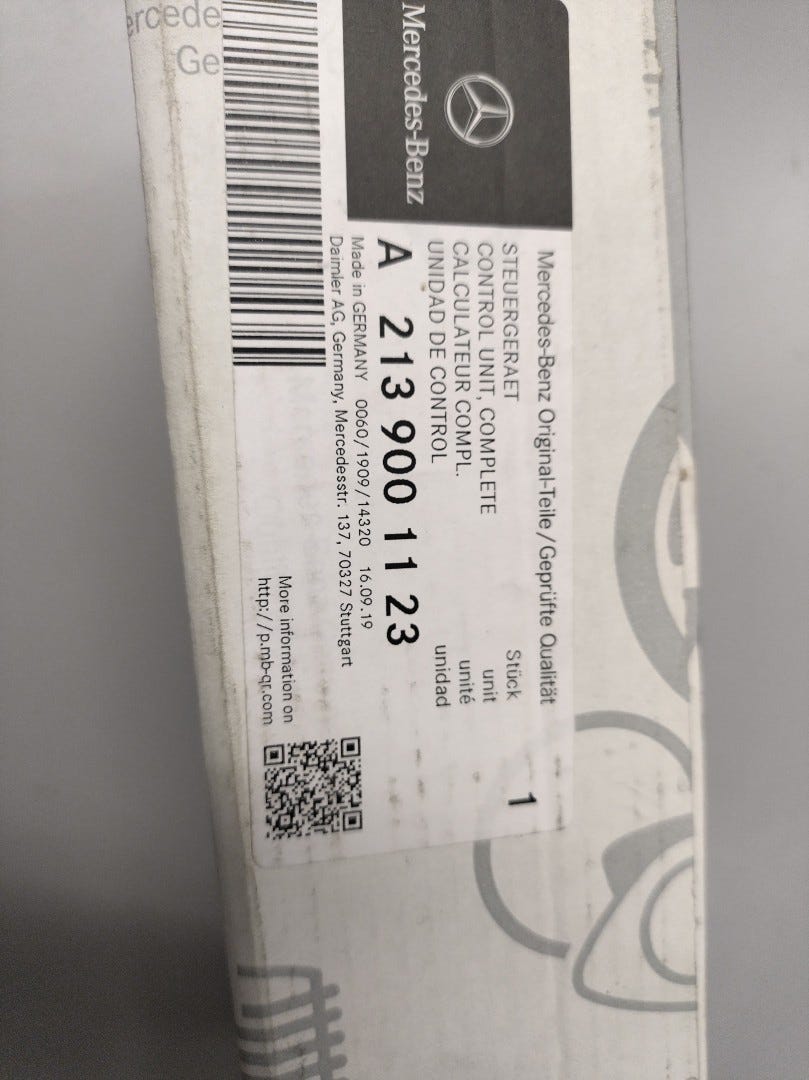 Mercedes-Benz
Mercedes-Benz Original-Teile/Geprüfte Qualität
STEUERGERAET Stück 1
CONTROL UNIT, COMPLETE unit
CALCULATEUR COMPL. unité
UNIDAD DE CONTROL unidad
A 213 900 11 23
Made in GERMANY 0060/1909/14320 16.09.19
Daimler AG, Germany, Mercedesstr. 137, 70327 Stuttgart
More information on
http://p.mb-qr.com
ercede
Ge